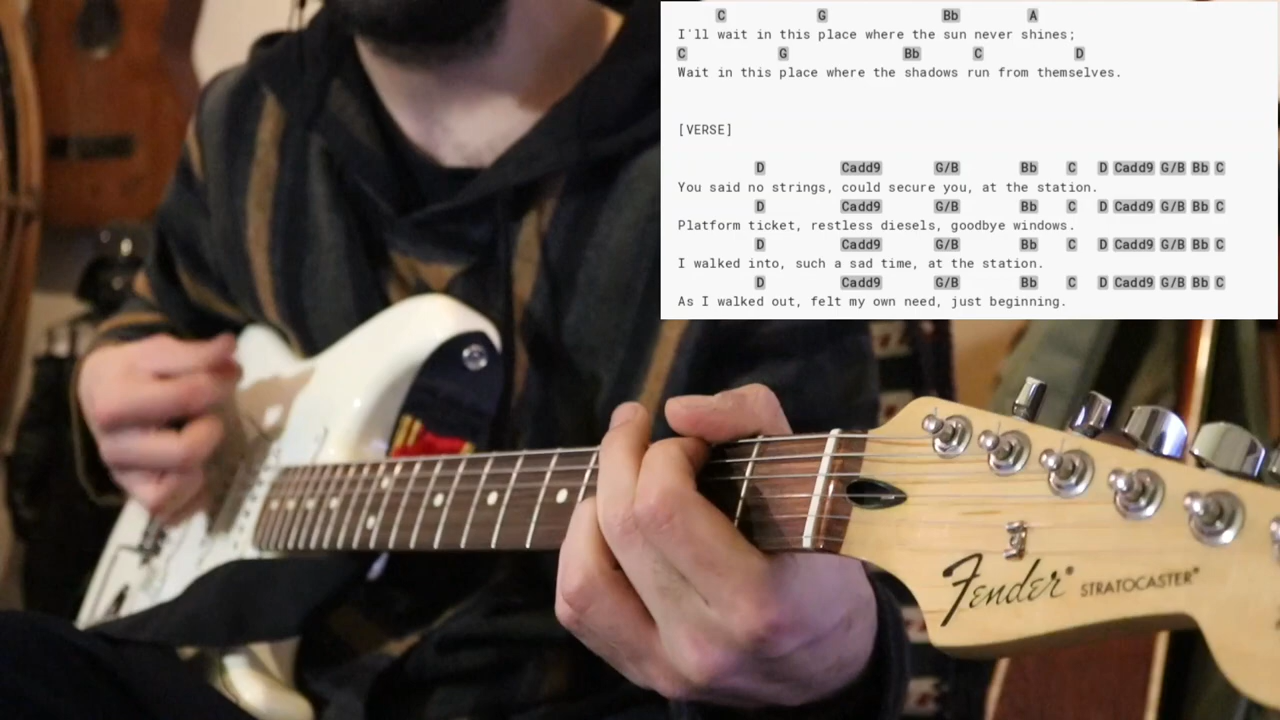 C G Bb A
I'll wait in this place where the sun never shines;
C G Bb C D
Wait in this place where the shadows run from themselves.
[VERSE]
D Cadd9 G/B Bb C D Cadd9 G/B Bb C
You said no strings, could secure you, at the station.
D Cadd9 G/B Bb C D Cadd9 G/B Bb C
Platform ticket, restless diesels, goodbye windows.
D Cadd9 G/B Bb C D Cadd9 G/B Bb C
I walked into, such a sad time, at the station.
D Cadd9 G/B Bb C D Cadd9 G/B Bb C
As I walked out, felt my own need, just beginning.
Fender® STRATOCASTER®